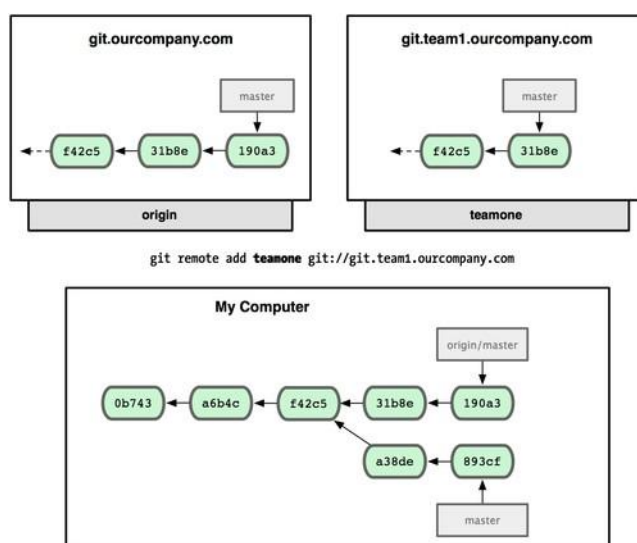 git.ourcompany.com
master
f42c5 31b8e 190a3
origin
git.team1.ourcompany.com
master
f42c5 31b8e
teamone
git remote add teamone git://git.team1.ourcompany.com
My Computer
origin/master
0b743 a6b4c f42c5 31b8e 190a3
a38de 893cf
master